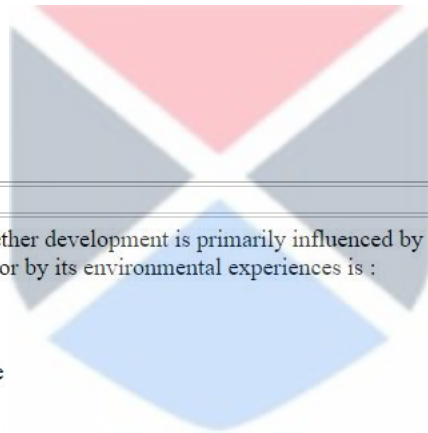 ther development is primarily influenced by
or by its environmental experiences is :
e